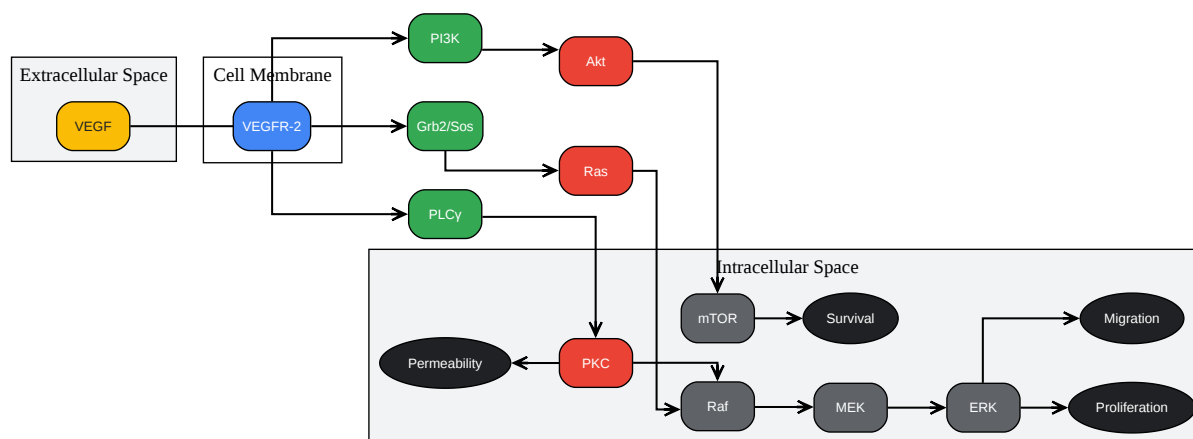 PI3K
Akt
Extracellular Space
Cell Membrane
VEGF
VEGFR-2
Grb2/Sos
Ras
PLCγ
Intracellular Space
mTOR
Survival
Migration
Permeability
PKC
Raf
MEK
ERK
Proliferation